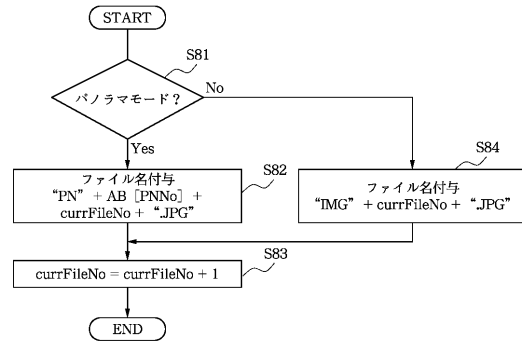 START
S81
パノラマモード？
No
Yes
S82
ファイル名付与
“PN” + AB [PNNo] +
currFileNo + “.JPG”
S84
ファイル名付与
“IMG” + currFileNo + “.JPG”
S83
currFileNo = currFileNo + 1
END